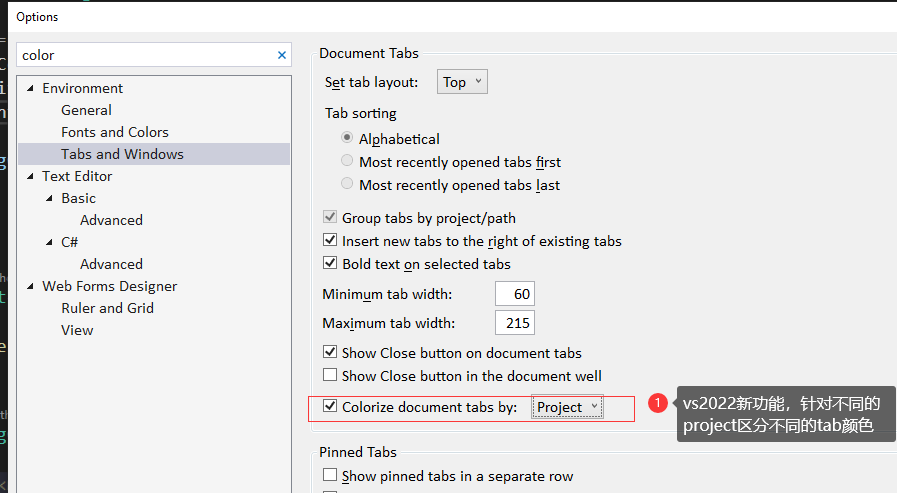 Options
color
Environment
General
Fonts and Colors
Tabs and Windows
Text Editor
Basic
Advanced
C#
Advanced
Web Forms Designer
Ruler and Grid
View
Document Tabs
Set tab layout: Top
Tab sorting
Alphabetical
Most recently opened tabs first
Most recently opened tabs last
Group tabs by project/path
Insert new tabs to the right of existing tabs
Bold text on selected tabs
Minimum tab width: 60
Maximum tab width: 215
Show Close button on document tabs
Show Close button in the document well
Colorize document tabs by: Project
1
vs2022新功能，针对不同的
project区分不同的tab颜色
Pinned Tabs
Show pinned tabs in a separate row